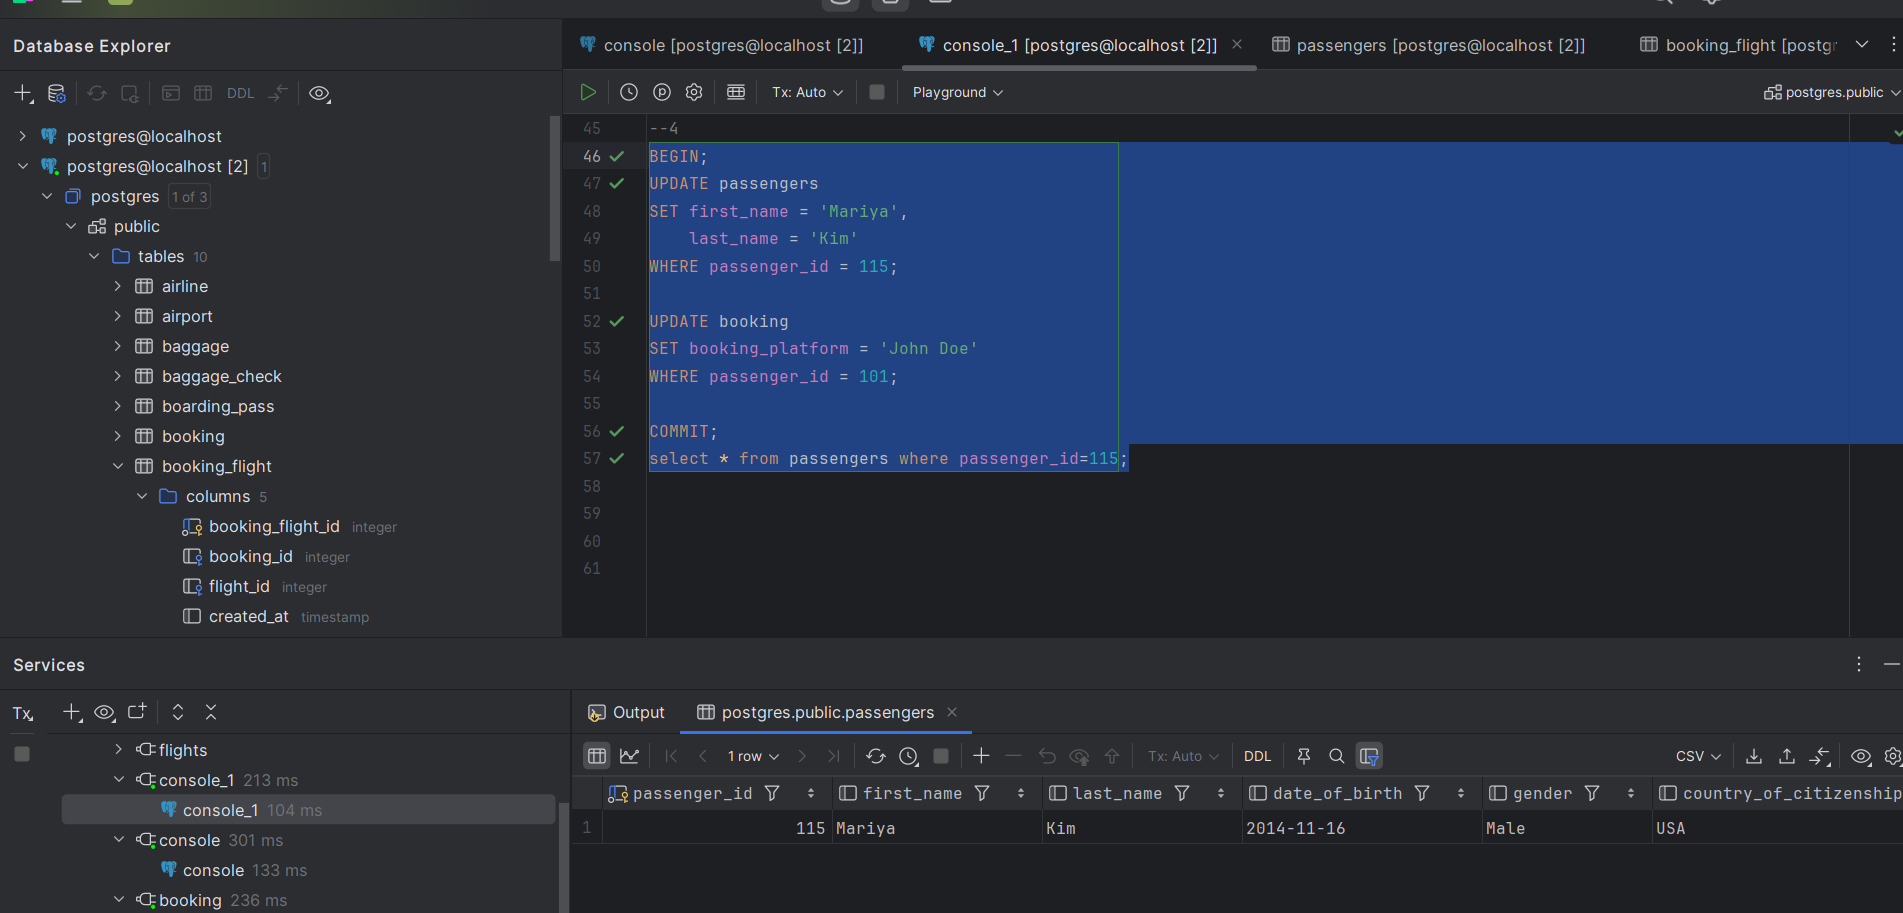 Database Explorer
console [postgres@localhost [2]]
console_1 [postgres@localhost [2]]
passengers [postgres@localhost [2]]
booking_flight [postgr
DDL
Tx: Auto
Playground
postgres.public
postgres@localhost
postgres@localhost [2] 1
postgres 1 of 3
public
tables 10
airline
airport
baggage
baggage_check
boarding_pass
booking
booking_flight
columns 5
booking_flight_id integer
booking_id integer
flight_id integer
created_at timestamp
45 --4
46 BEGIN;
47 UPDATE passengers
48 SET first_name = 'Mariya',
49 last_name = 'Kim'
50 WHERE passenger_id = 115;
51
52 UPDATE booking
53 SET booking_platform = 'John Doe'
54 WHERE passenger_id = 101;
55
56 COMMIT;
57 select * from passengers where passenger_id=115;
58
59
60
61
Services
Tx
flights
console_1 213 ms
console_1 104 ms
console 301 ms
console 133 ms
booking 236 ms
Output
postgres.public.passengers
1 row
Tx: Auto
DDL
CSV
passenger_id first_name last_name date_of_birth gender country_of_citizenship
1 115 Mariya Kim 2014-11-16 Male USA